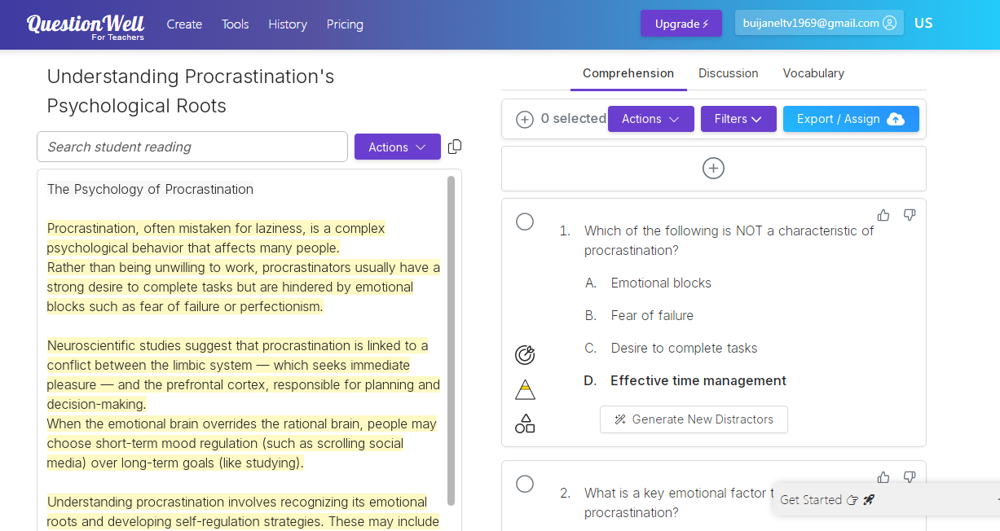 QuestionWell
For Teachers
Create
Tools
History
Pricing
Upgrade ⚡
buijaneltv1969@gmail.com
US
Understanding Procrastination's
Psychological Roots
Search student reading
Actions
The Psychology of Procrastination
Procrastination, often mistaken for laziness, is a complex
psychological behavior that affects many people.
Rather than being unwilling to work, procrastinators usually have a
strong desire to complete tasks but are hindered by emotional
blocks such as fear of failure or perfectionism.
Neuroscientific studies suggest that procrastination is linked to a
conflict between the limbic system — which seeks immediate
pleasure — and the prefrontal cortex, responsible for planning and
decision-making.
When the emotional brain overrides the rational brain, people may
choose short-term mood regulation (such as scrolling social
media) over long-term goals (like studying).
Understanding procrastination involves recognizing its emotional
roots and developing self-regulation strategies. These may include
Comprehension
Discussion
Vocabulary
0 selected
Actions
Filters
Export / Assign
1. Which of the following is NOT a characteristic of
procrastination?
A. Emotional blocks
B. Fear of failure
C. Desire to complete tasks
D. Effective time management
Generate New Distractors
2. What is a key emotional factor
procrastination?
Get Started 👉 🚀